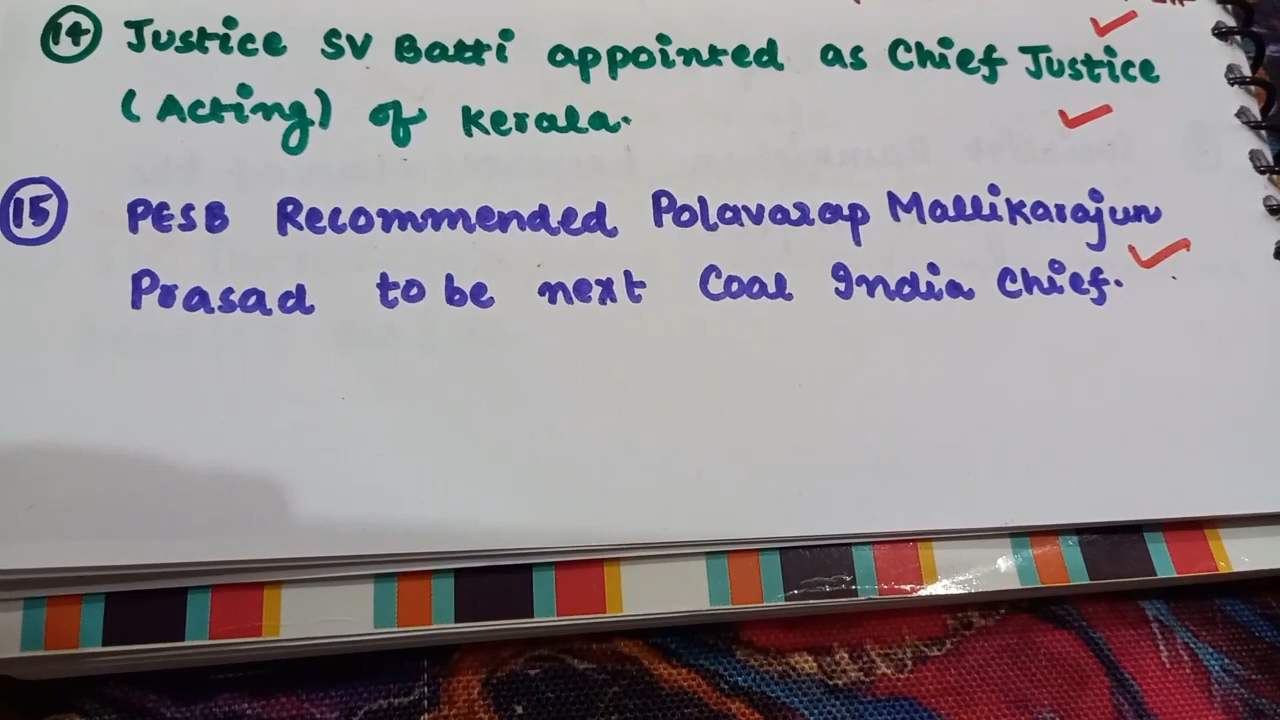 14 Justice SV Batti appointed as Chief Justice
(Acting) of Kerala.
15 PESB Recommended Polavarap Mallikarajun
Prasad to be next Coal India Chief.